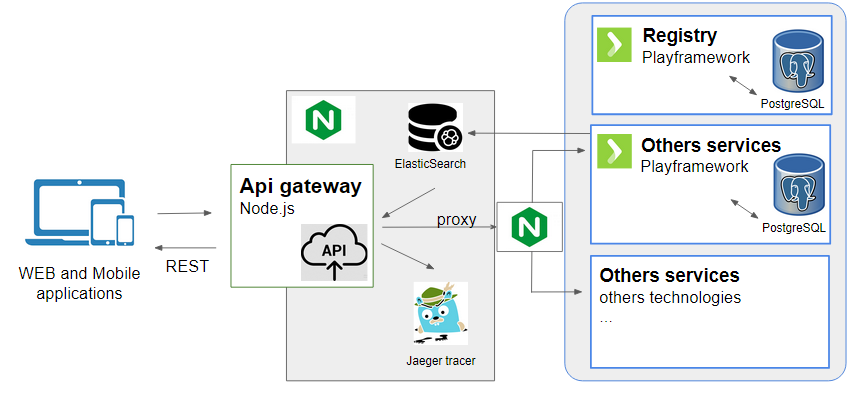 Registry
Playframework
PostgreSQL
N
ElasticSearch
Others services
Playframework
PostgreSQL
Api gateway
Node.js
API
proxy
N
WEB and Mobile
applications
REST
Others services
others technologies
...
Jaeger tracer